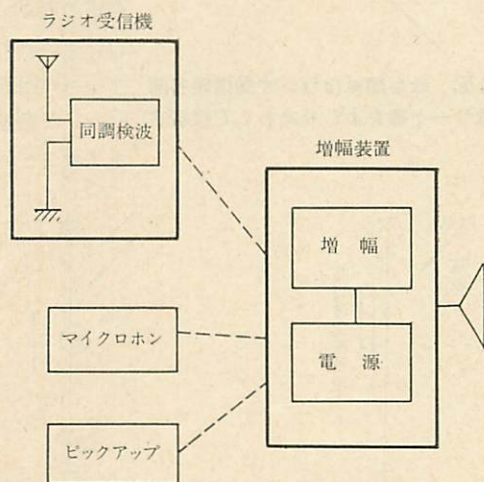 ラジオ受信機
同調検波
増幅装置
増幅
マイクロホン
電源
ピックアップ